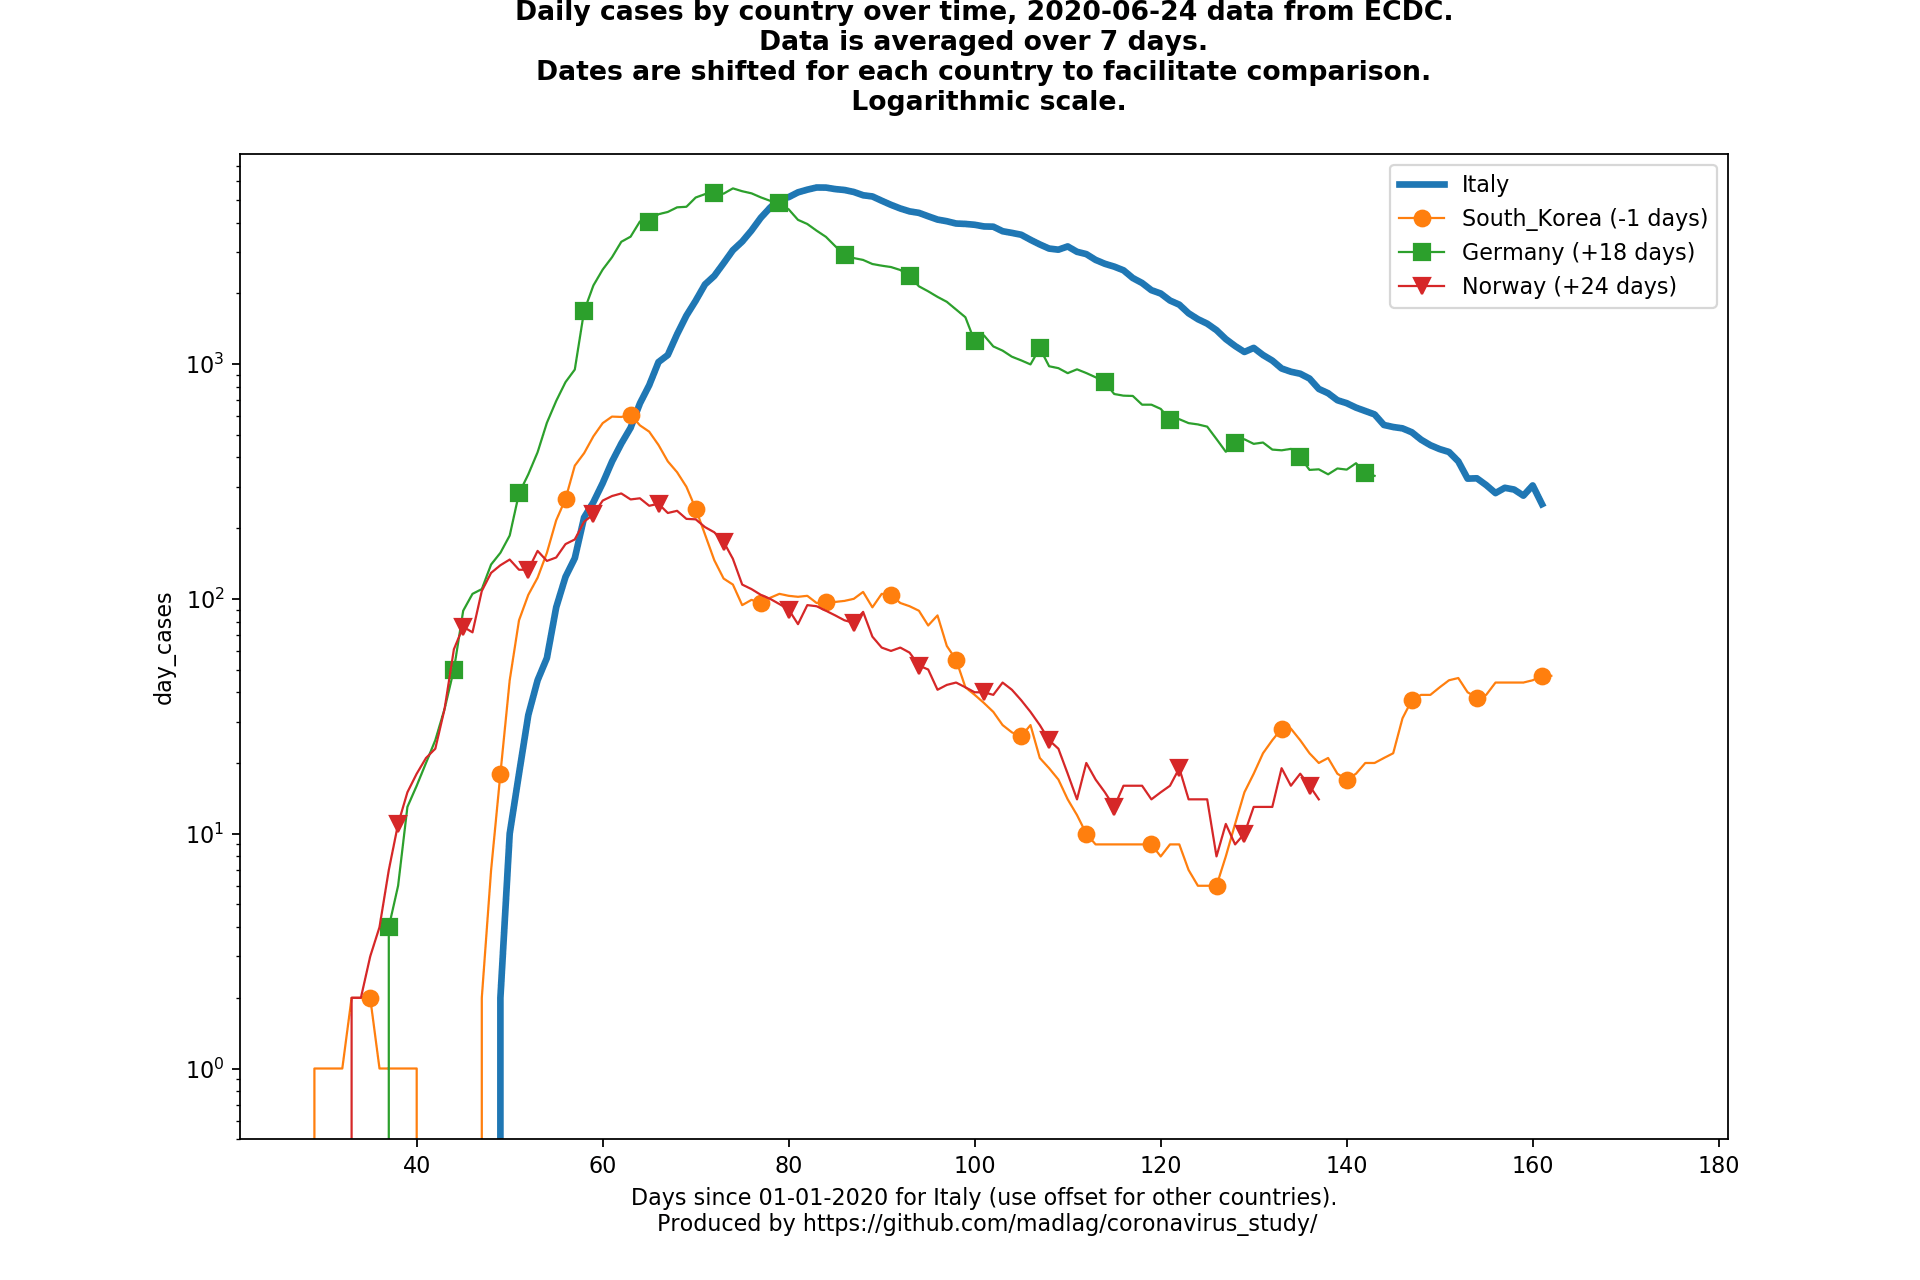 Daily cases by country over time, 2020-06-24 data from ECDC.
Data is averaged over 7 days.
Dates are shifted for each country to facilitate comparison.
Logarithmic scale.
Italy
South_Korea (-1 days)
Germany (+18 days)
Norway (+24 days)
day_cases
10³
10²
10¹
10⁰
40 60 80 100 120 140 160 180
Days since 01-01-2020 for Italy (use offset for other countries).
Produced by https://github.com/madlag/coronavirus_study/